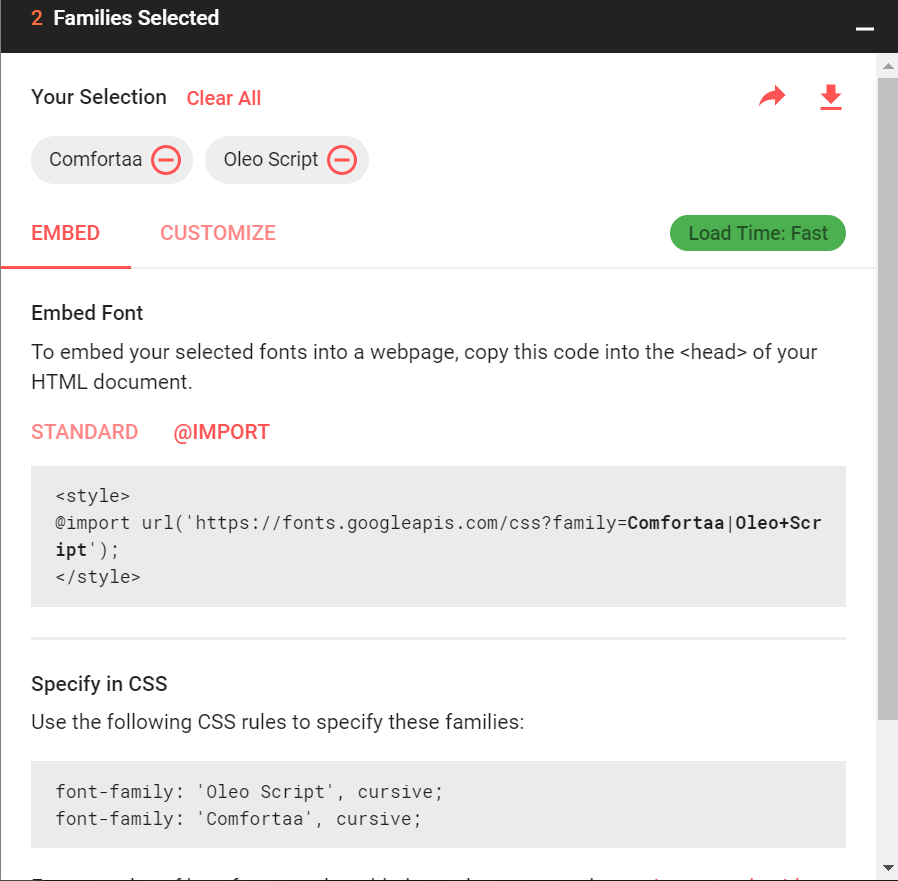 2 Families Selected
Your Selection Clear All
Comfortaa Oleo Script
EMBED CUSTOMIZE Load Time: Fast
Embed Font
To embed your selected fonts into a webpage, copy this code into the <head> of your
HTML document.
STANDARD @IMPORT
<style>
@import url('https://fonts.googleapis.com/css?family=Comfortaa|Oleo+Scr
ipt');
</style>
Specify in CSS
Use the following CSS rules to specify these families:
font-family: 'Oleo Script', cursive;
font-family: 'Comfortaa', cursive;